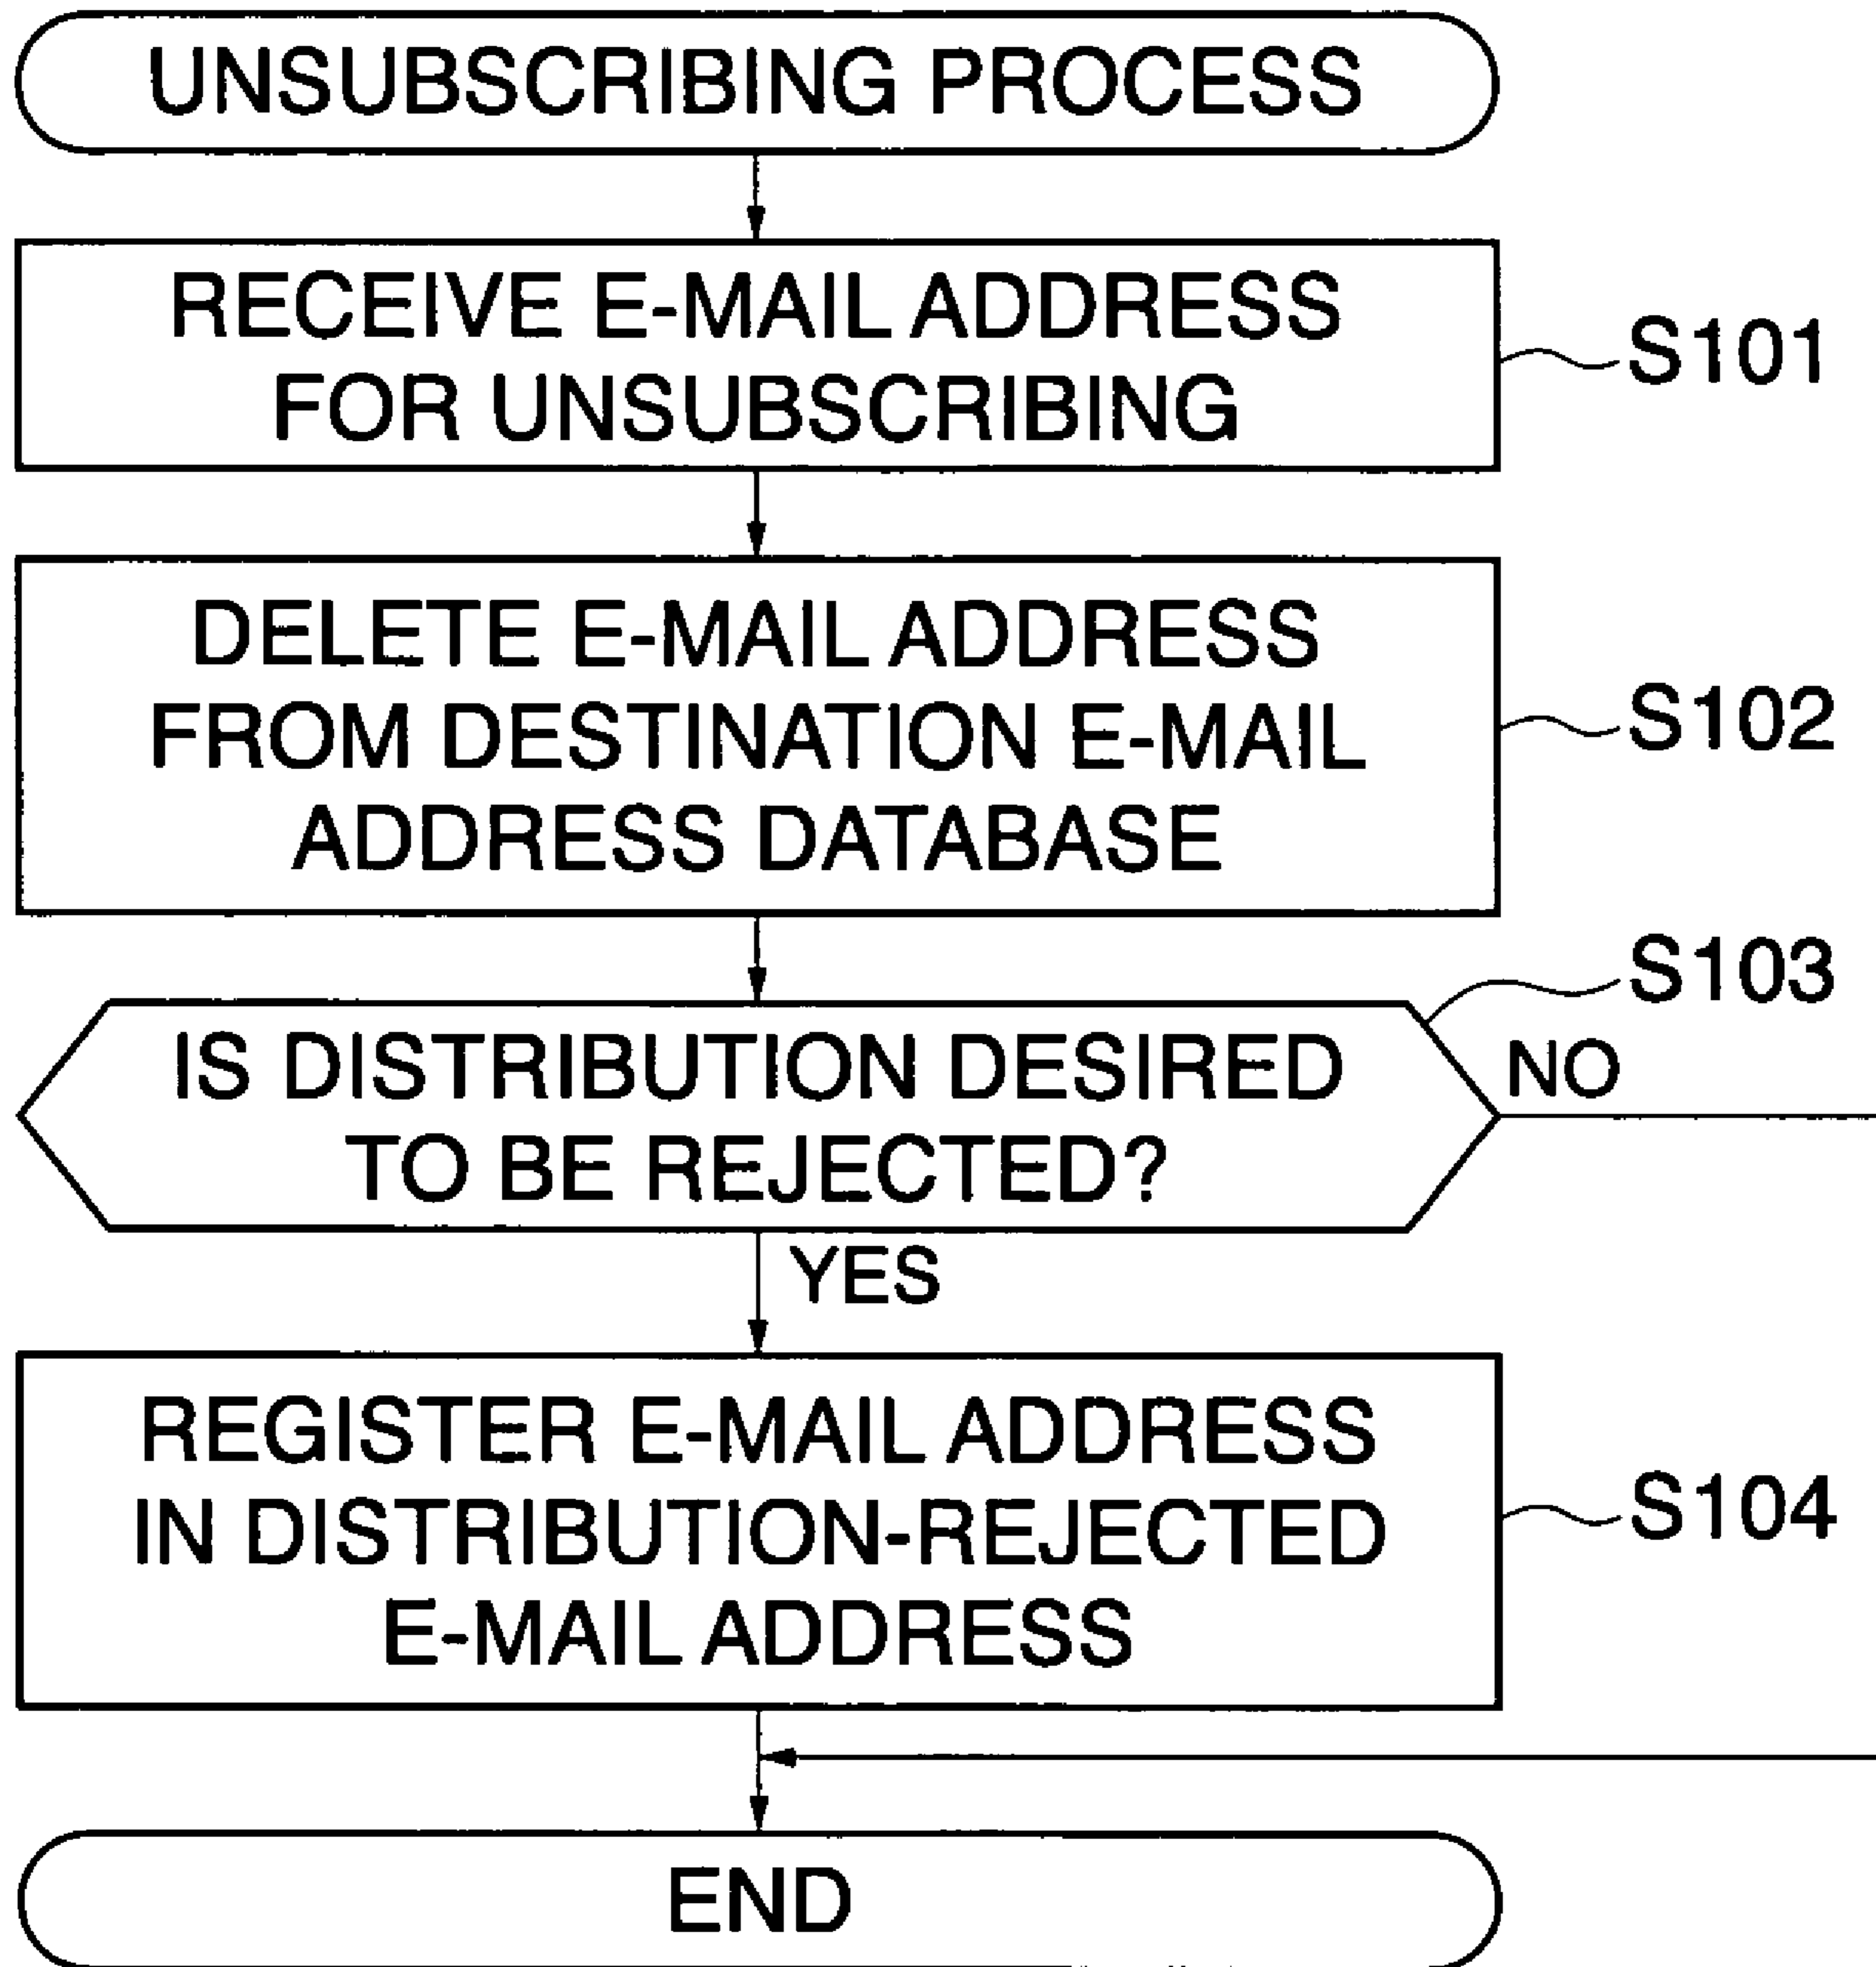 UNSUBSCRIBING PROCESS
RECEIVE E-MAIL ADDRESS
FOR UNSUBSCRIBING
S101
DELETE E-MAIL ADDRESS
FROM DESTINATION E-MAIL
ADDRESS DATABASE
S102
S103
IS DISTRIBUTION DESIRED
TO BE REJECTED?
NO
YES
REGISTER E-MAIL ADDRESS
IN DISTRIBUTION-REJECTED
E-MAIL ADDRESS
S104
END